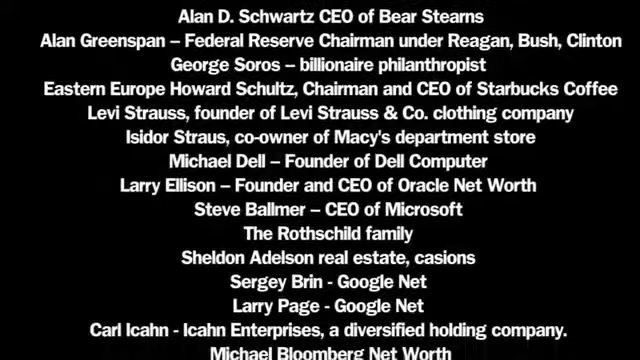 Alan D. Schwartz CEO of Bear Stearns
Alan Greenspan – Federal Reserve Chairman under Reagan, Bush, Clinton
George Soros -- billionaire philanthropist
Eastern Europe Howard Schultz, Chairman and CEO of Starbucks Coffee
Levi Strauss, founder of Levi Strauss & Co. clothing company
Isidor Straus, co-owner of Macy's department store
Michael Dell – Founder of Dell Computer
Larry Ellison – Founder and CEO of Oracle Net Worth
Steve Ballmer – CEO of Microsoft
The Rothschild family
Sheldon Adelson real estate, casions
Sergey Brin - Google Net
Larry Page - Google Net
Carl Icahn - Icahn Enterprises, a diversified holding company.
Michael Bloomberg Net Worth